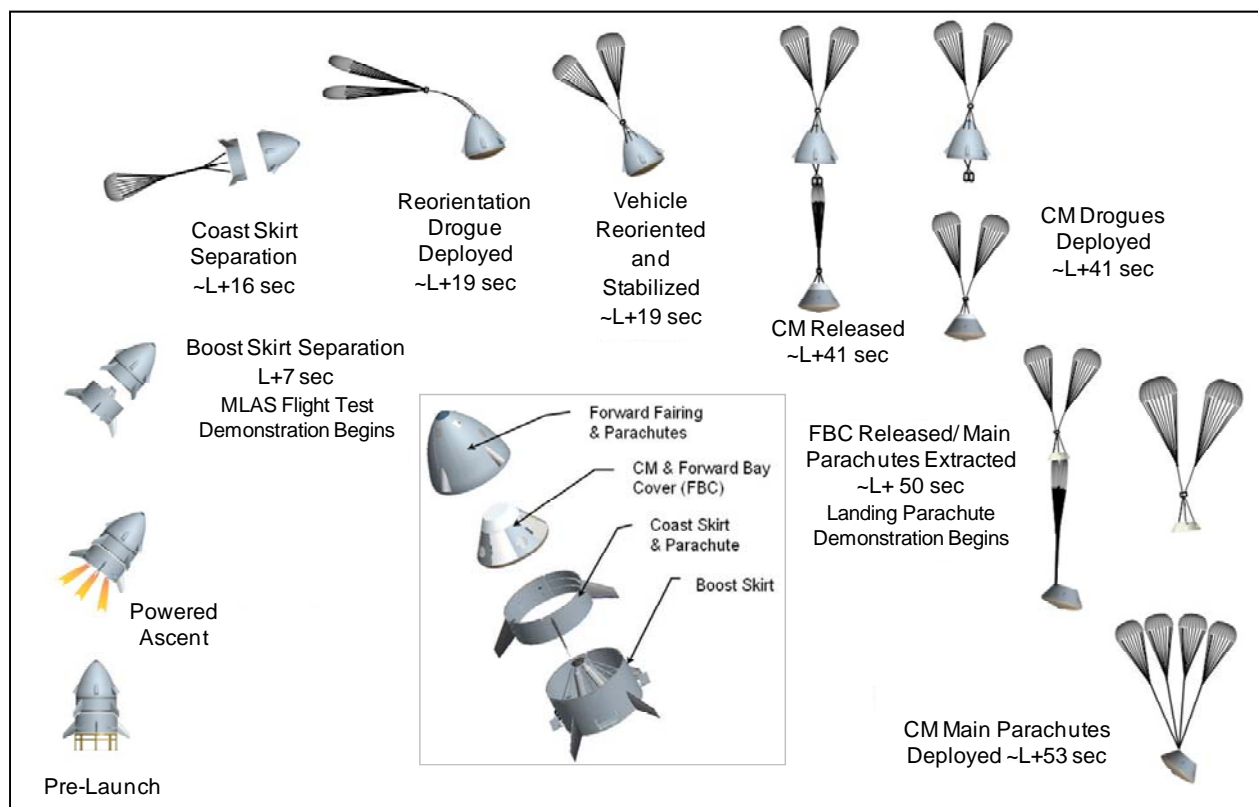 Coast Skirt
Separation
~L+16 sec
Reorientation
Drogue
Deployed
~L+19 sec
Vehicle
Reoriented
and
Stabilized
~L+19 sec
CM Released
~L+41 sec
CM Drogues
Deployed
~L+41 sec
Boost Skirt Separation
L+7 sec
MLAS Flight Test
Demonstration Begins
Forward Fairing
& Parachutes
CM & Forward Bay
Cover (FBC)
Coast Skirt
& Parachute
Boost Skirt
FBC Released/ Main
Parachutes Extracted
~L+ 50 sec
Landing Parachute
Demonstration Begins
Powered
Ascent
CM Main Parachutes
Deployed ~L+53 sec
Pre-Launch